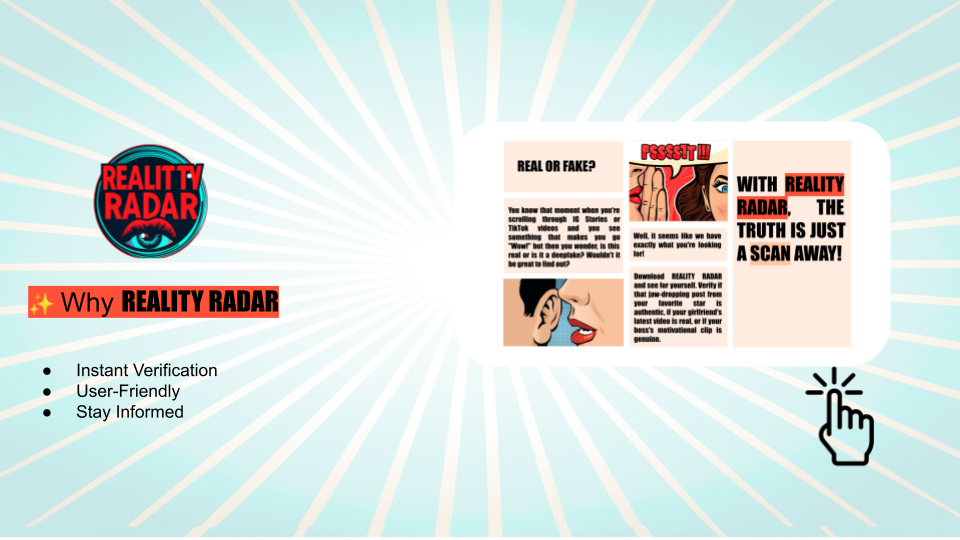 REALITTY
RADAR
✨ Why REALITY RADAR
● Instant Verification
● User-Friendly
● Stay Informed
REAL OR FAKE?
You know that moment when you're
scrolling through IG Stories or
TikTok videos and you see
something that makes you go
"Wow!" but then you wonder, is this
real or is it a deepfake? Wouldn't it
be great to find out?
PSSSSTT !!!
Well, it seems like we have
exactly what you're looking
for!
Download REALITY RADAR
and see for yourself. Verify if
that jaw-dropping post from
your favorite star is
authentic, if your girlfriend's
latest video is real, or if your
boss's motivational clip is
genuine.
WITH REALITY
RADAR, THE
TRUTH IS JUST
A SCAN AWAY!